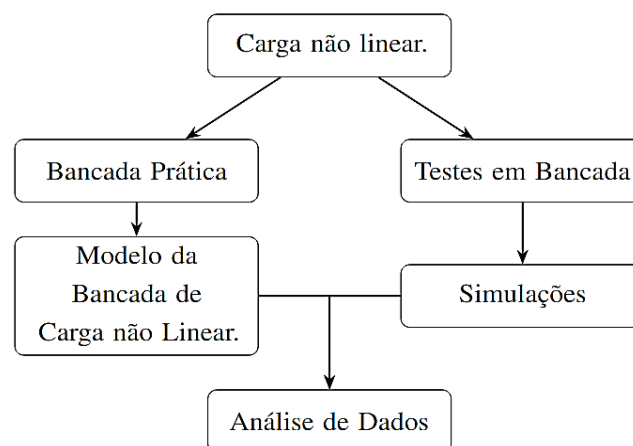 Carga não linear.
Bancada Prática
Testes em Bancada
Modelo da
Bancada de
Carga não Linear.
Simulações
Análise de Dados